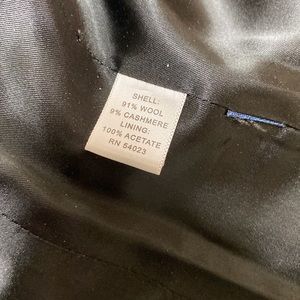 SHELL:
91% WOOL
9% CASHMERE
LINING:
100% ACETATE
RN 54023